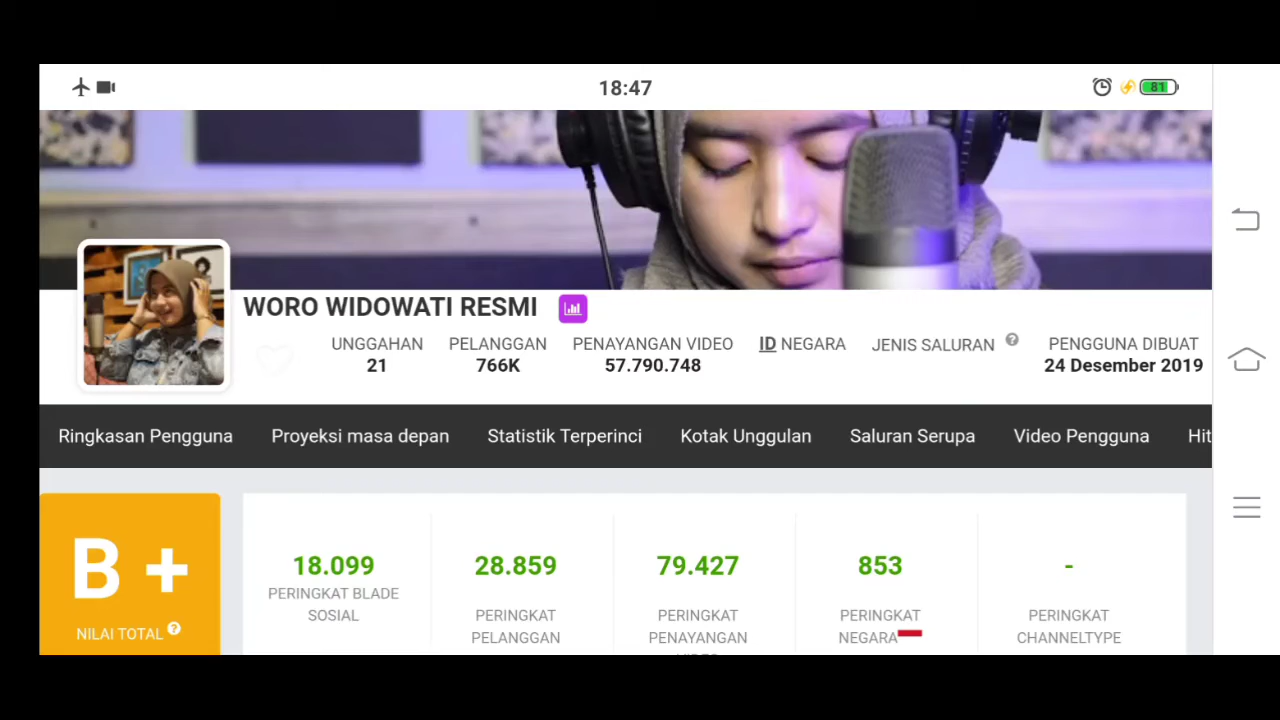 18:47
81
WORO WIDOWATI RESMI
UNGGAHAN
21
PELANGGAN
766K
PENAYANGAN VIDEO
57.790.748
ID NEGARA
JENIS SALURAN ?
PENGGUNA DIBUAT
24 Desember 2019
Ringkasan Pengguna Proyeksi masa depan Statistik Terperinci Kotak Unggulan Saluran Serupa Video Pengguna Hit
B +
NILAI TOTAL ?
18.099
PERINGKAT BLADE
SOSIAL
28.859
PERINGKAT
PELANGGAN
79.427
PERINGKAT
PENAYANGAN
VIDEO
853
PERINGKAT
NEGARA
-
PERINGKAT
CHANNELTYPE